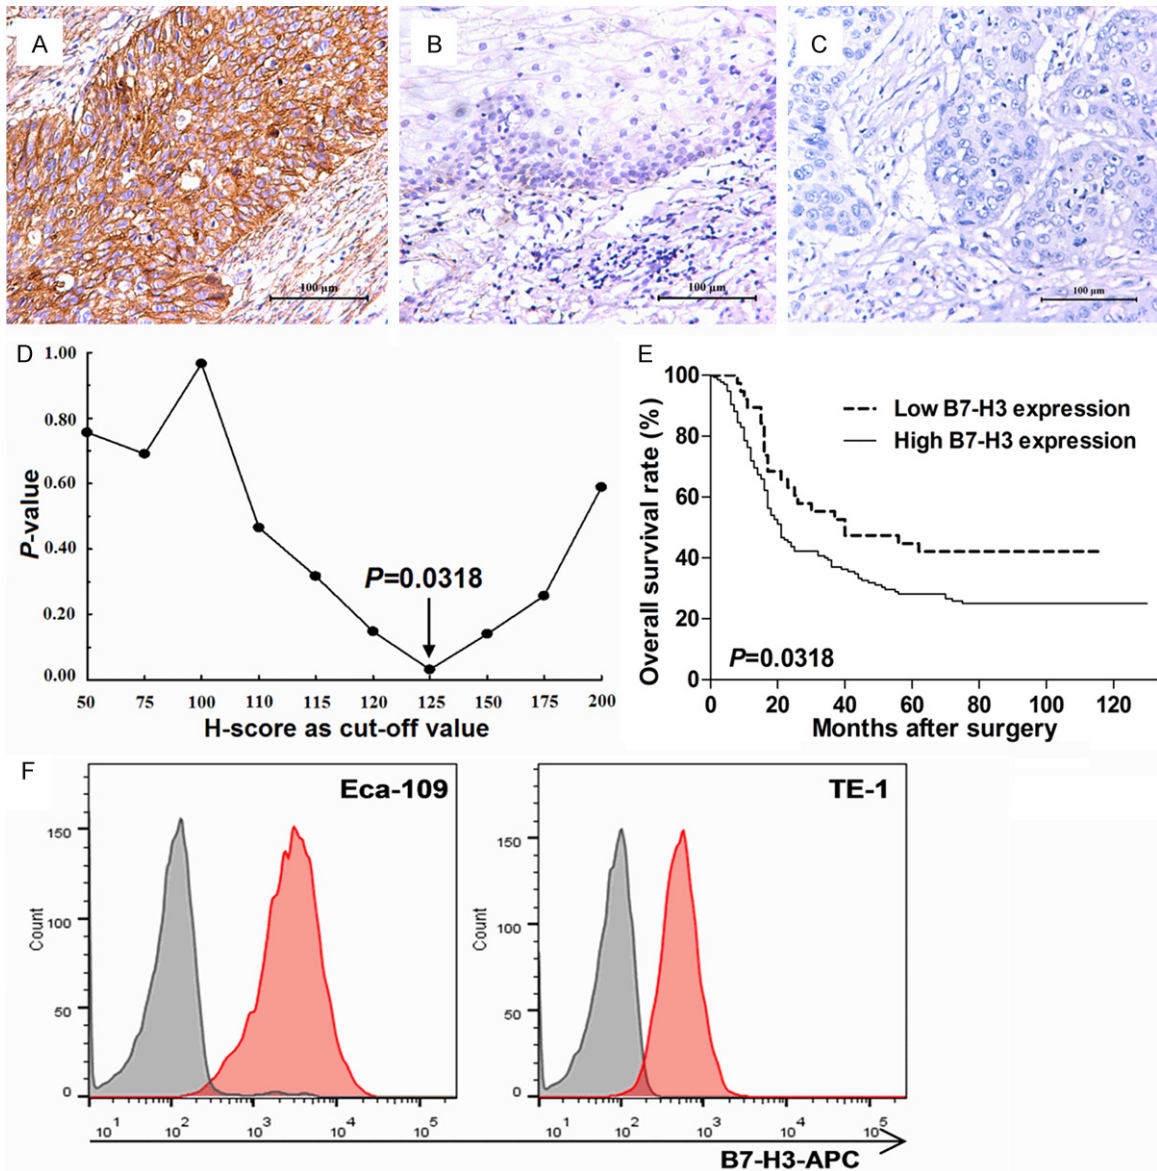 A
B
C
100 μm
100 μm
100 μm
D
1.00
0.80
0.60
0.40
0.20
0.00
P-value
P=0.0318
50 75 100 110 115 120 125 150 175 200
H-score as cut-off value
E
100
80
60
40
20
0
Overall survival rate (%)
Low B7-H3 expression
High B7-H3 expression
P=0.0318
0 20 40 60 80 100 120
Months after surgery
F
Eca-109
150
100
50
0
Count
10¹ 10² 10³ 10⁴ 10⁵
TE-1
150
100
50
0
Count
10¹ 10² 10³ 10⁴ 10⁵
B7-H3-APC